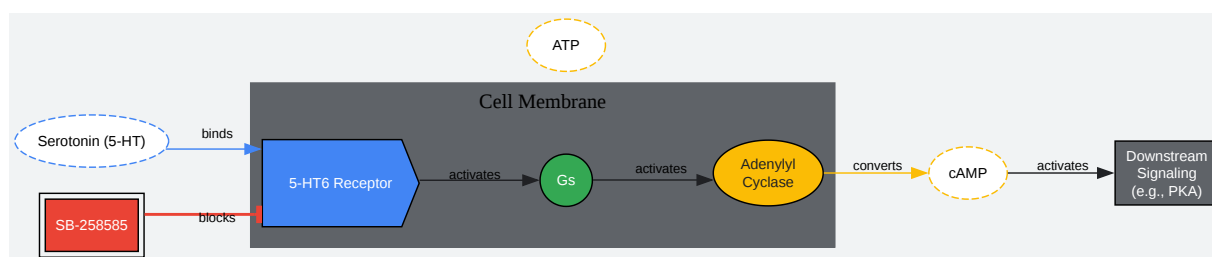 ATP
Cell Membrane
Serotonin (5-HT)
binds
5-HT6 Receptor
activates
Gs
activates
Adenylyl
Cyclase
converts
cAMP
activates
Downstream
Signaling
(e.g., PKA)
SB-258585
blocks